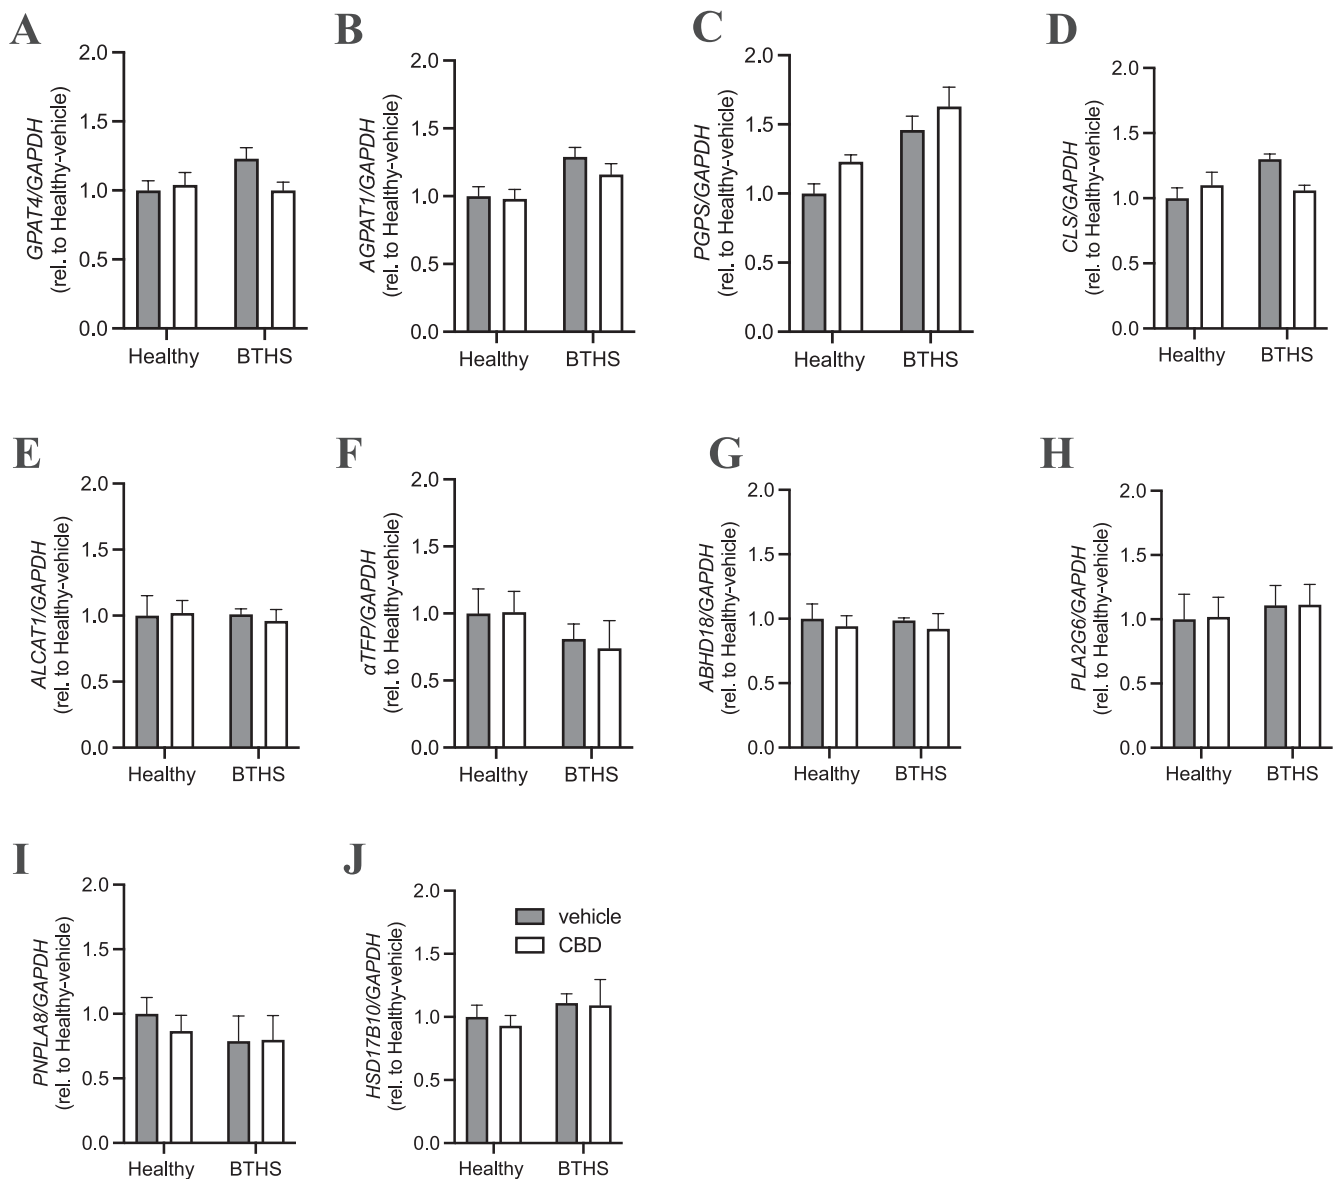 A
GPAT4/GAPDH
(rel. to Healthy-vehicle)
2.0
1.5
1.0
0.5
0.0
Healthy
BTHS
B
AGPAT1/GAPDH
(rel. to Healthy-vehicle)
2.0
1.5
1.0
0.5
0.0
Healthy
BTHS
C
PGPS/GAPDH
(rel. to Healthy-vehicle)
2.0
1.5
1.0
0.5
0.0
Healthy
BTHS
D
CLS/GAPDH
(rel. to Healthy-vehicle)
2.0
1.5
1.0
0.5
0.0
Healthy
BTHS
E
ALCAT1/GAPDH
(rel. to Healthy-vehicle)
2.0
1.5
1.0
0.5
0.0
Healthy
BTHS
F
αTFP/GAPDH
(rel. to Healthy-vehicle)
2.0
1.5
1.0
0.5
0.0
Healthy
BTHS
G
ABHD18/GAPDH
(rel. to Healthy-vehicle)
2.0
1.5
1.0
0.5
0.0
Healthy
BTHS
H
PLA2G6/GAPDH
(rel. to Healthy-vehicle)
2.0
1.5
1.0
0.5
0.0
Healthy
BTHS
I
PNPLA8/GAPDH
(rel. to Healthy-vehicle)
2.0
1.5
1.0
0.5
0.0
Healthy
BTHS
J
HSD17B10/GAPDH
(rel. to Healthy-vehicle)
2.0
1.5
1.0
0.5
0.0
vehicle
CBD
Healthy
BTHS